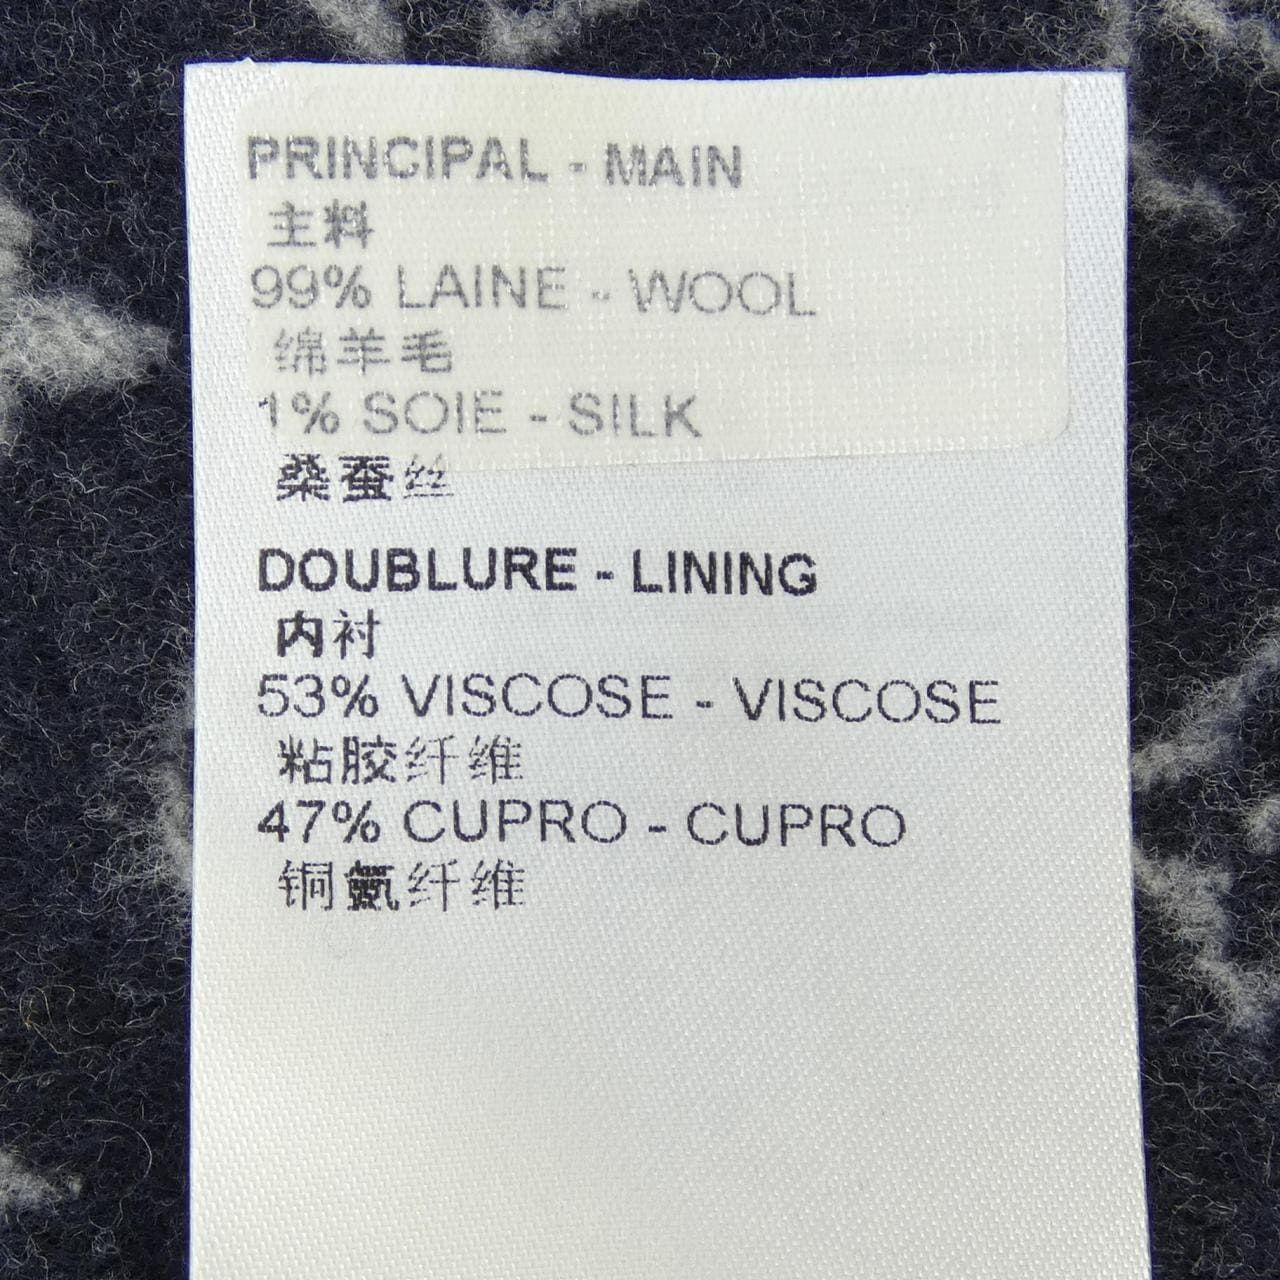 PRINCIPAL - MAIN
主料
99% LAINE - WOOL
绵羊毛
1% SOIE - SILK
桑蚕丝
DOUBLURE - LINING
内衬
53% VISCOSE - VISCOSE
粘胶纤维
47% CUPRO - CUPRO
铜氨纤维